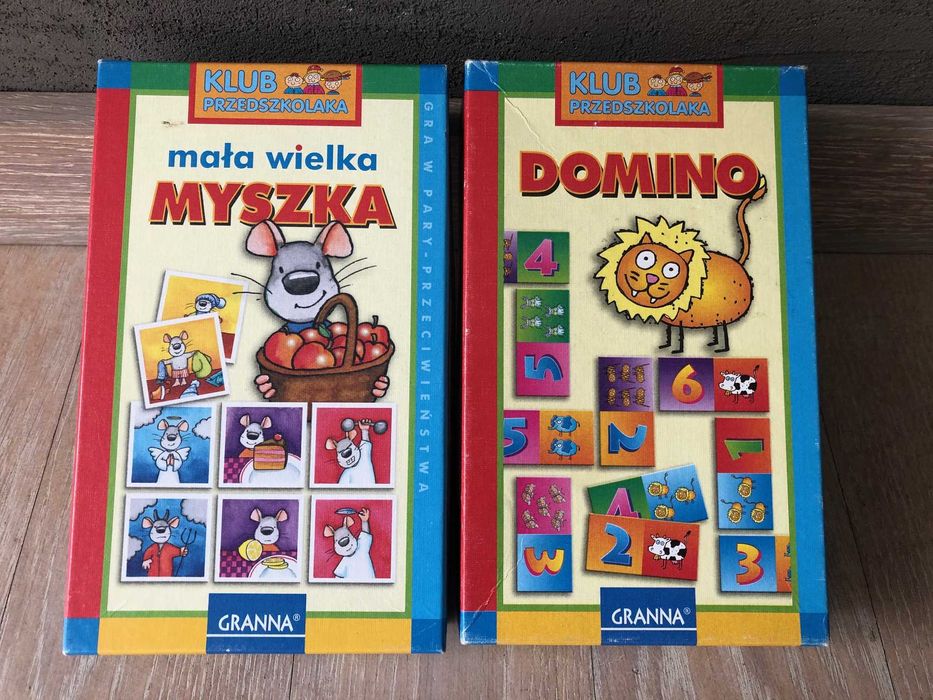 KLUB
PRZEDSZKOLAKA
mała wielka
MYSZKA
GRA W PARY - PRZECIWIEŃSTWA
GRANNA®
KLUB
PRZEDSZKOLAKA
DOMINO
4
5
6
5
2
1
4
3
2
3
GRANNA®